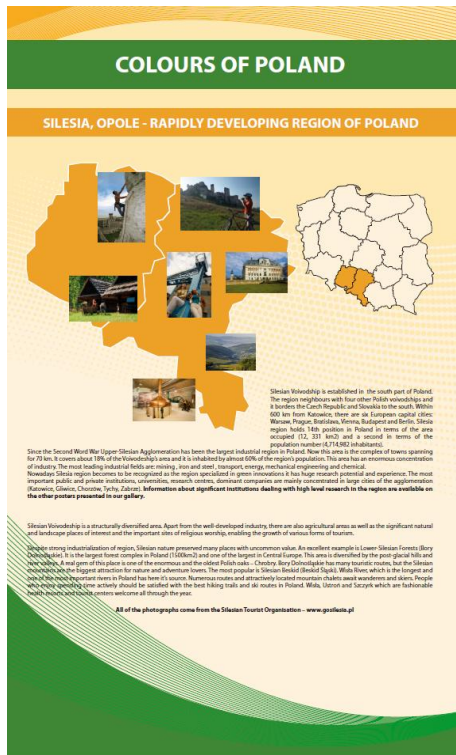 COLOURS OF POLAND
SILESIA, OPOLE - RAPIDLY DEVELOPING REGION OF POLAND
Silesian Voivodship is established in the south part of Poland.
The region neighbours with four other Polish voivodships and
it borders the Czech Republic and Slovakia to the south. Within
600 km from Katowice, there are six European capital cities:
Warsaw, Prague, Bratislava, Vienna, Budapest and Berlin. Silesia
region holds 14th position in Poland in terms of the area
occupied (12, 331 km2) and a second in terms of the
population number (4,714,982 inhabitants).
Since the Second Word War Upper-Silesian Agglomeration has been the largest industrial region in Poland. Now this area is the complex of towns spanning
for 70 km. It covers about 18% of the Voivodeship's area and it is inhabited by almost 60% of the region's population. This area has an enormous concentration
of industry. The most leading industrial fields are: mining , iron and steel , transport, energy, mechanical engineering and chemical.
Nowadays Silesia region becomes to be recognized as the region specialized in green innovations it has huge research potential and experience. The most
important public and private institutions, universities, research centres, dominant companies are mainly concentrated in large cities of the agglomeration
(Katowice, Gliwice, Chorzów, Tychy, Zabrze). Information about significant institutions dealing with high level research in the region are available on
the other posters presented in our gallery.
Silesian Voivodeship is a structurally diversified area. Apart from the well-developed industry, there are also agricultural areas as well as the significant natural
and landscape places of interest and the important sites of religious worship, enabling the growth of various forms of tourism.
Despite strong industrialization of region, Silesian nature preserved many places with uncommon value. An excellent example is Lower-Silesian Forests (Bory
Dolnośląskie). It is the largest forest complex in Poland (1500km2) and one of the largest in Central Europe. This area is diversified by the post-glacial hills and
river valleys. A real gem of this place is one of the enormous and the oldest Polish oaks – Chrobry. Bory Dolnośląskie has many touristic routes, but the Silesian
mountains are the biggest attraction for nature and adventure lovers. The most popular is Silesian Beskid (Beskid Śląski). Wisła River, which is the longest and
one of the most important rivers in Poland has here it's source. Numerous routes and attractively located mountain chalets await wanderers and skiers. People
who enjoy spending time actively should be satisfied with the best hiking trails and ski routes in Poland. Wisła, Ustroń and Szczyrk which are fashionable
health resorts and tourist centers welcome all through the year.
All of the photographs come from the Silesian Tourist Organisation – www.gosilesia.pl